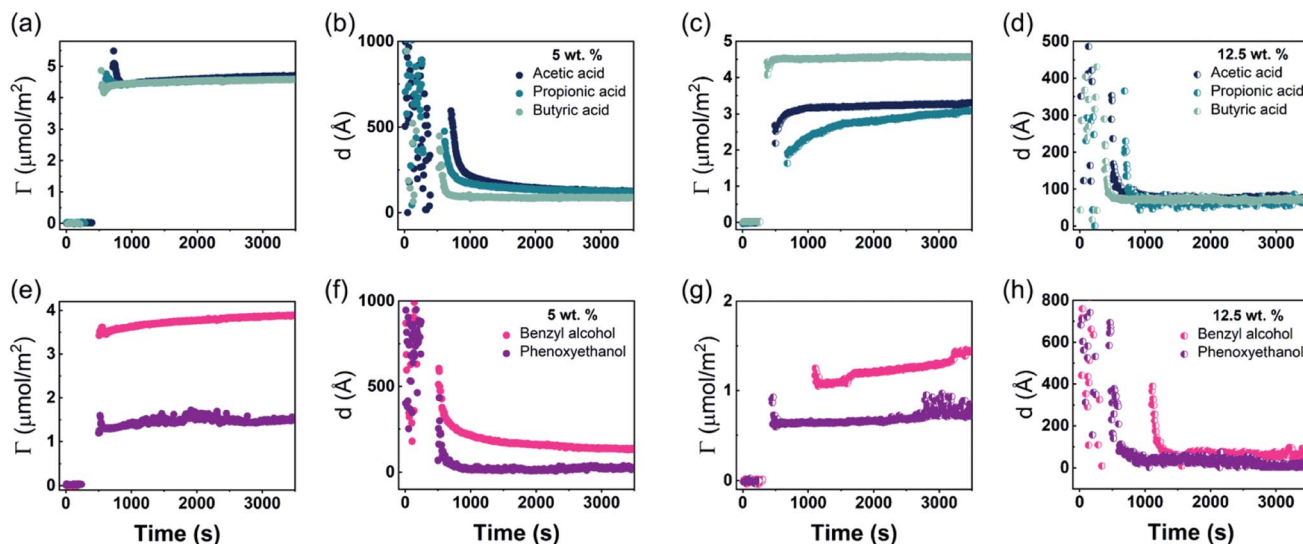 (a)
Γ (μmol/m²)
5
4
3
2
1
0
0 1000 2000 3000
(b)
d (Å)
1000
500
0
5 wt. %
Acetic acid
Propionic acid
Butyric acid
0 1000 2000 3000
(c)
Γ (μmol/m²)
5
4
3
2
1
0
0 1000 2000 3000
(d)
d (Å)
500
400
300
200
100
0
12.5 wt. %
Acetic acid
Propionic acid
Butyric acid
0 1000 2000 3000
(e)
Γ (μmol/m²)
4
3
2
1
0
0 1000 2000 3000
Time (s)
(f)
d (Å)
1000
500
0
5 wt. %
Benzyl alcohol
Phenoxyethanol
0 1000 2000 3000
Time (s)
(g)
Γ (μmol/m²)
2
1
0
0 1000 2000 3000
Time (s)
(h)
d (Å)
800
600
400
200
0
12.5 wt. %
Benzyl alcohol
Phenoxyethanol
0 1000 2000 3000
Time (s)